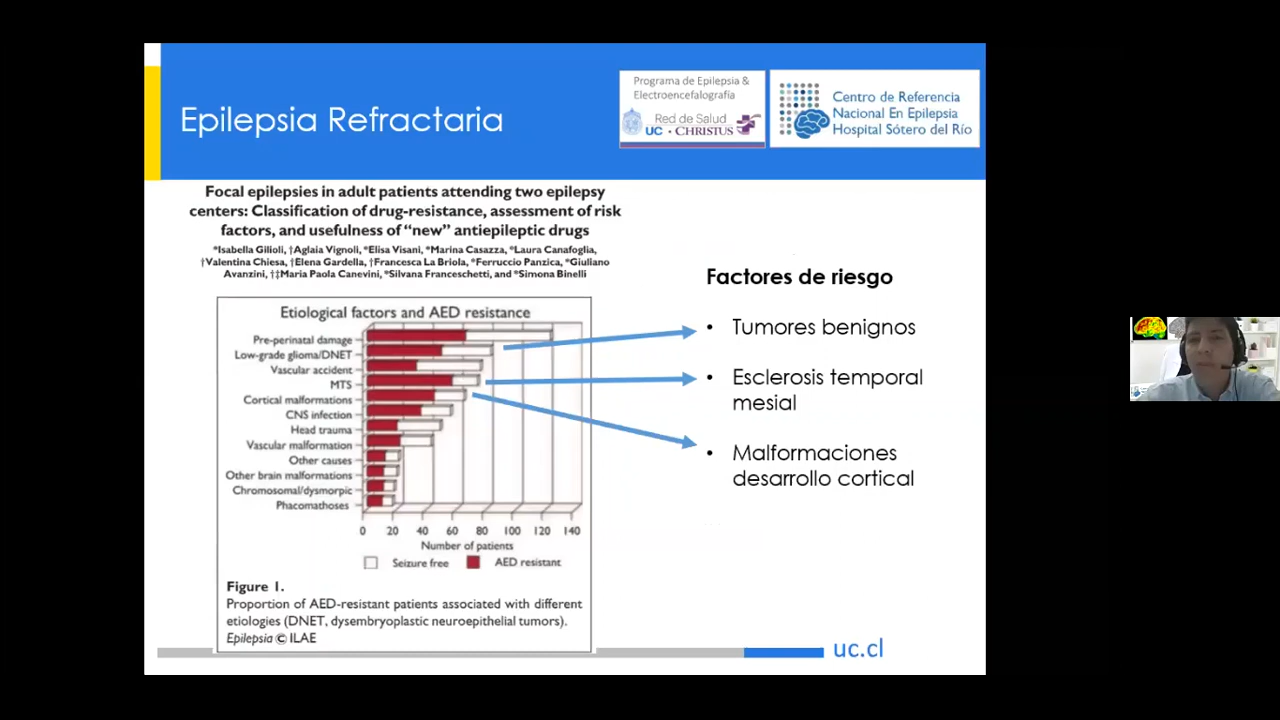 Epilepsia Refractaria
Programa de Epilepsia &
Electroencefalografía
Red de Salud
UC • CHRISTUS
Centro de Referencia
Nacional En Epilepsia
Hospital Sótero del Río
Focal epilepsies in adult patients attending two epilepsy
centers: Classification of drug-resistance, assessment of risk
factors, and usefulness of “new” antiepileptic drugs
*Isabella Gilioli, †Aglaia Vignoli, *Elisa Visani, *Marina Casazza, *Laura Canafoglia,
†Valentina Chiesa, †Elena Gardella, †Francesca La Briola, *Ferruccio Panzica, *Giuliano
Avanzini, †‡Maria Paola Canevini, *Silvana Franceschetti, and *Simona Binelli
Etiological factors and AED resistance
Pre-perinatal damage
Low-grade glioma/DNET
Vascular accident
MTS
Cortical malformations
CNS infection
Head trauma
Vascular malformation
Other causes
Other brain malformations
Chromosomal/dysmorpic
Phacomathoses
0 20 40 60 80 100 120 140
Number of patients
Seizure free AED resistant
Figure 1.
Proportion of AED-resistant patients associated with different
etiologies (DNET, dysembryoplastic neuroepithelial tumors).
Epilepsia © ILAE
Factores de riesgo
• Tumores benignos
• Esclerosis temporal
mesial
• Malformaciones
desarrollo cortical
uc.cl